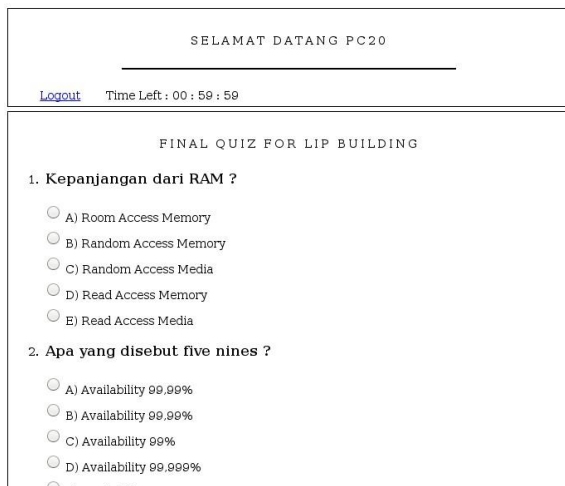 SELAMAT DATANG PC20
Logout Time Left : 00 : 59 : 59
FINAL QUIZ FOR LIP BUILDING
1. Kepanjangan dari RAM ?
A) Room Access Memory
B) Random Access Memory
C) Random Access Media
D) Read Access Memory
E) Read Access Media
2. Apa yang disebut five nines ?
A) Availability 99,99%
B) Availability 99.99%
C) Availability 99%
D) Availability 99.999%